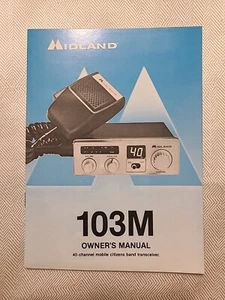 MIDLAND
40
103M
OWNER'S MANUAL
40 channel mobile citizens band transceiver.